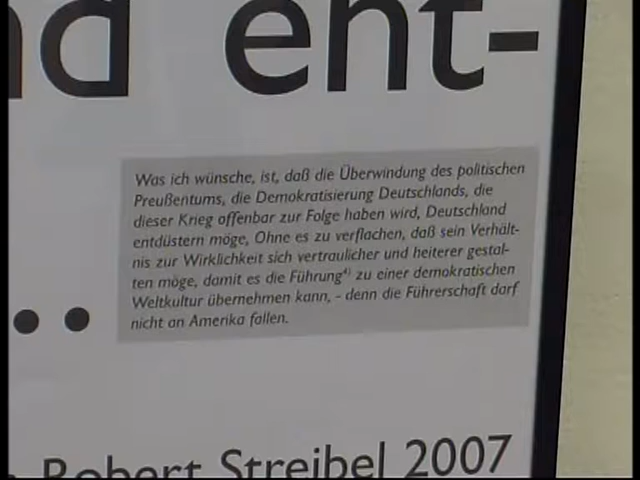 nd ent-
Was ich wünsche, ist, daß die Überwindung des politischen
Preußentums, die Demokratisierung Deutschlands, die
dieser Krieg offenbar zur Folge haben wird, Deutschland
entdüstern möge, Ohne es zu verflachen, daß sein Verhält-
nis zur Wirklichkeit sich vertraulicher und heiterer gestal-
ten möge, damit es die Führung⁴⁾ zu einer demokratischen
Weltkultur übernehmen kann, - denn die Führerschaft darf
nicht an Amerika fallen.
..
Robert Streibel 2007